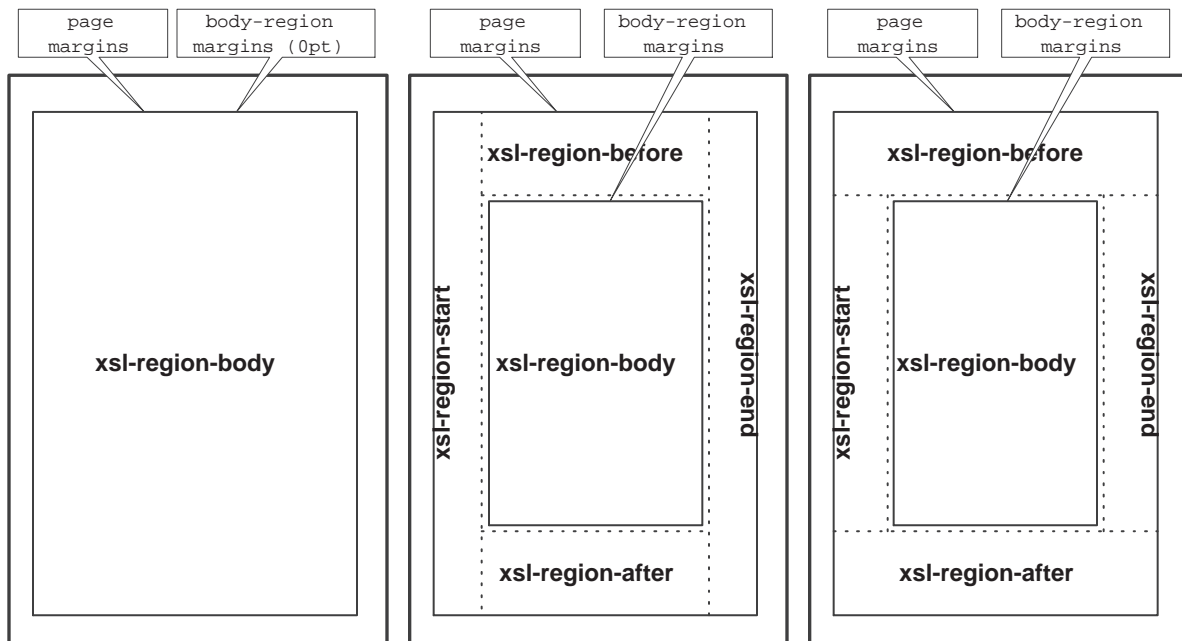 page
margins
body-region
margins (0pt)
xsl-region-body
page
margins
body-region
margins
xsl-region-before
xsl-region-start
xsl-region-body
xsl-region-end
xsl-region-after
page
margins
body-region
margins
xsl-region-before
xsl-region-start
xsl-region-body
xsl-region-end
xsl-region-after